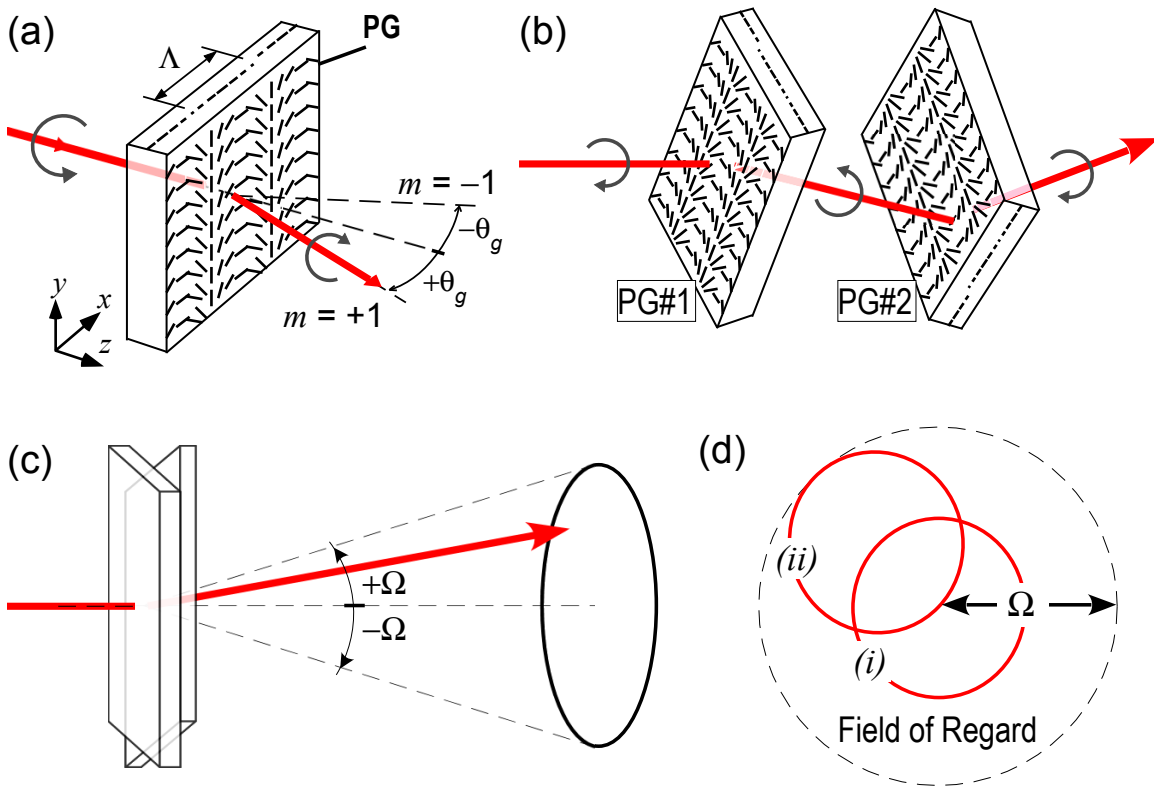 (a)
PG
Λ
m = −1
−θg
+θg
m = +1
y
x
z
(b)
PG#1
PG#2
(c)
+Ω
−Ω
(d)
(ii)
Ω
(i)
Field of Regard